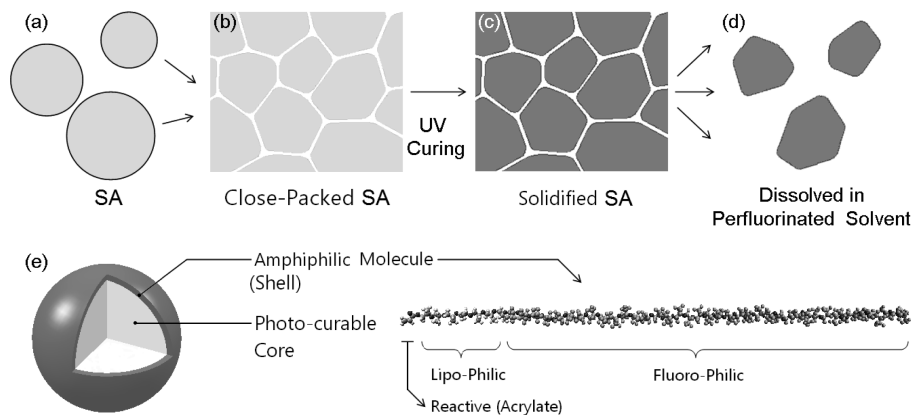 (a)
(b)
(c)
(d)
UV
Curing
SA
Close-Packed SA
Solidified SA
Dissolved in
Perfluorinated Solvent
(e)
Amphiphilic Molecule
(Shell)
Photo-curable
Core
Lipo-Philic
Fluoro-Philic
Reactive (Acrylate)